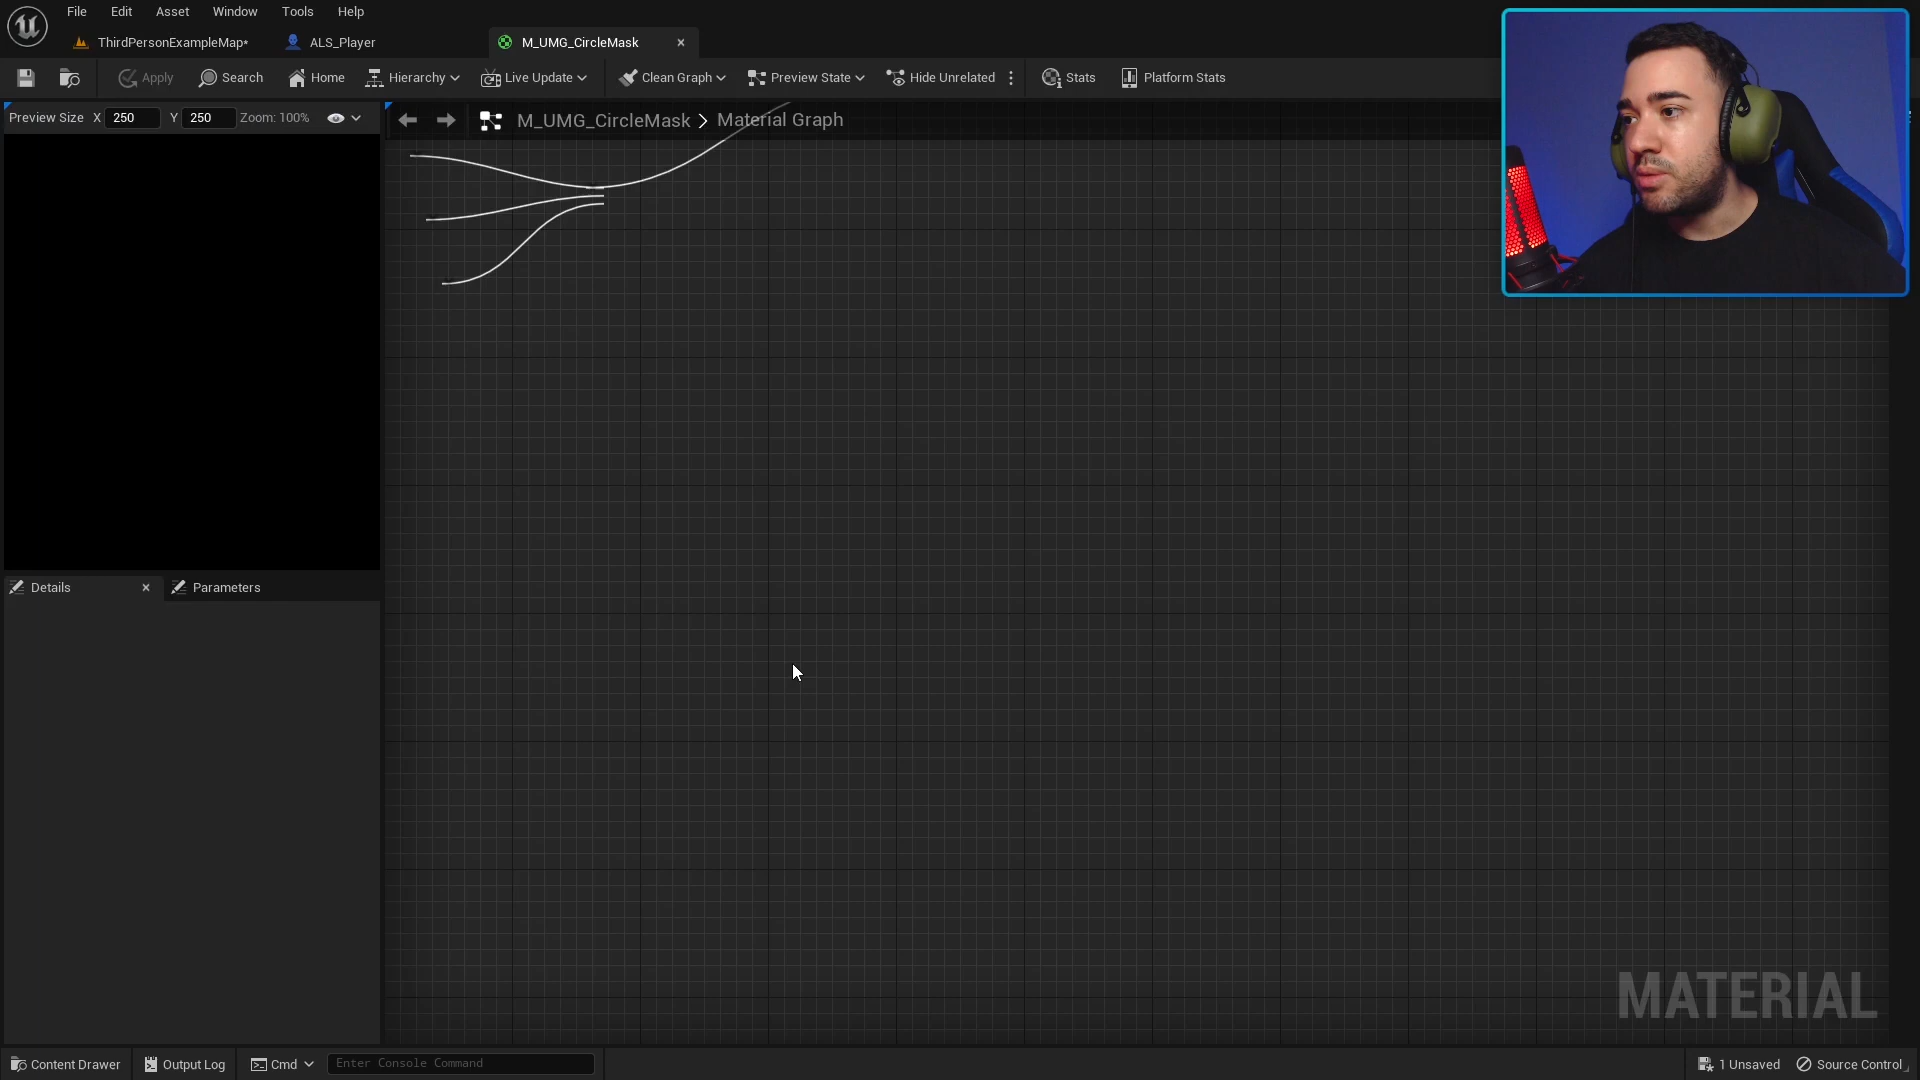 File Edit Asset Window Tools Help
ThirdPersonExampleMap* ALS_Player M_UMG_CircleMask
Apply Search Home Hierarchy Live Update Clean Graph Preview State Hide Unrelated Stats Platform Stats
Preview Size X 250 Y 250 Zoom: 100%
M_UMG_CircleMask > Material Graph
Details Parameters
MATERIAL
Content Drawer Output Log Cmd Enter Console Command 1 Unsaved Source Control